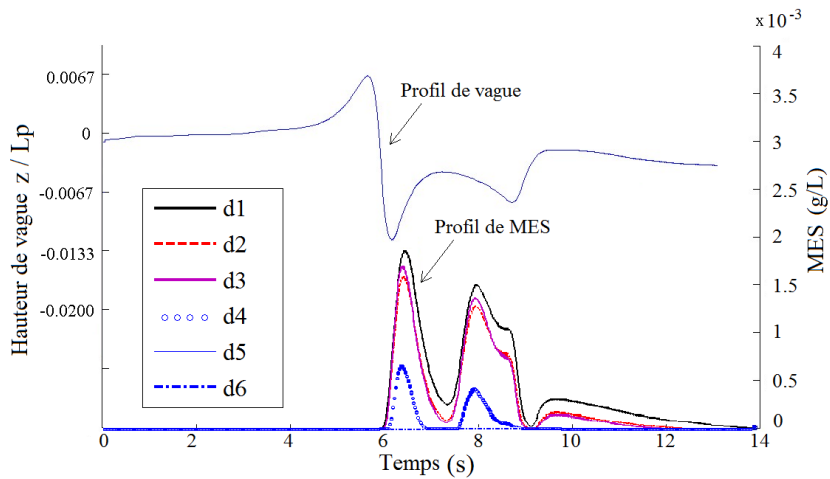 x10^-3
0.0067
0
-0.0067
-0.0133
-0.0200
Hauteur de vague z / Lp
Profil de vague
Profil de MES
d1
d2
d3
d4
d5
d6
4
3.5
3
2.5
2
1.5
1
0.5
0
MES (g/L)
0 2 4 6 8 10 12 14
Temps (s)